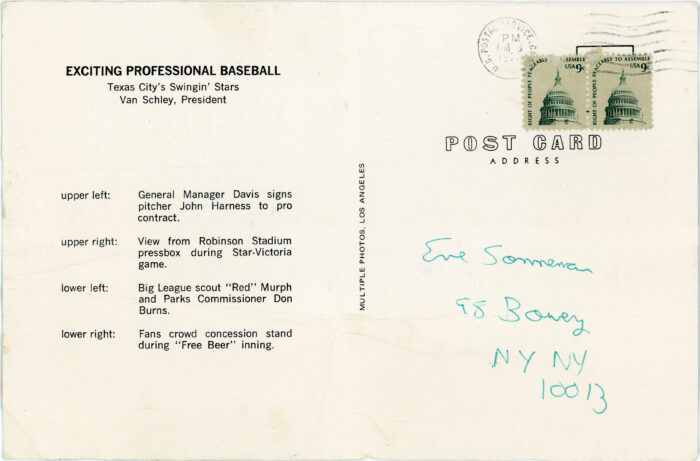 EXCITING PROFESSIONAL BASEBALL
Texas City's Swingin' Stars
Van Schley, President
upper left: General Manager Davis signs
pitcher John Harness to pro
contract.
upper right: View from Robinson Stadium
pressbox during Star-Victoria
game.
lower left: Big League scout "Red" Murph
and Parks Commissioner Don
Burns.
lower right: Fans crowd concession stand
during "Free Beer" inning.
MULTIPLE PHOTOS, LOS ANGELES
U.S. POSTAL SERVICE, CA
PM
RIGHT OF PEOPLE PEACEABLY TO ASSEMBLE
USA 9c
RIGHT OF PEOPLE PEACEABLY TO ASSEMBLE
USA 9c
POST CARD
ADDRESS
Eve Sonneman
98 Bowery
NY NY
10013